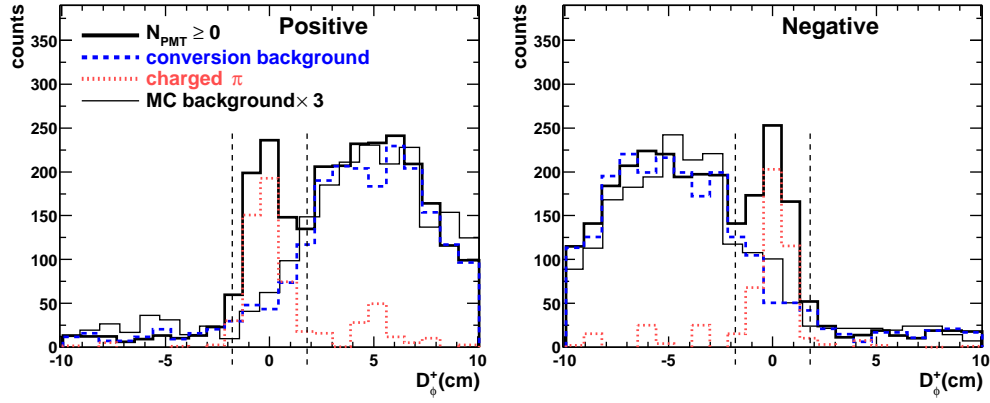 counts
350
300
250
200
150
100
50
0
Positive
N_PMT ≥ 0
conversion background
charged π
MC background × 3
-10 -5 0 5 10
D_ϕ^+(cm)
counts
350
300
250
200
150
100
50
0
Negative
-10 -5 0 5 10
D_ϕ^+(cm)